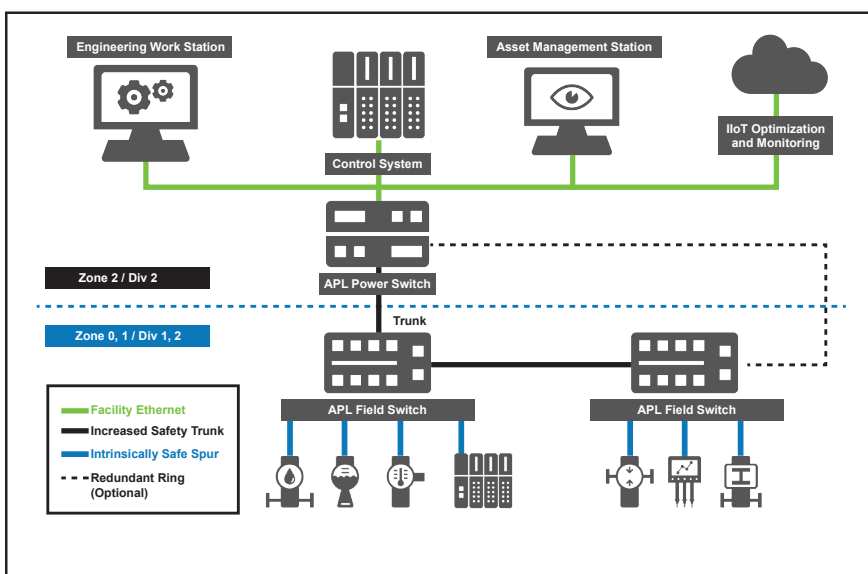 Engineering Work Station
Asset Management Station
Control System
IIoT Optimization
and Monitoring
Zone 2 / Div 2
APL Power Switch
Trunk
Zone 0, 1 / Div 1, 2
APL Field Switch
APL Field Switch
Facility Ethernet
Increased Safety Trunk
Intrinsically Safe Spur
Redundant Ring
(Optional)